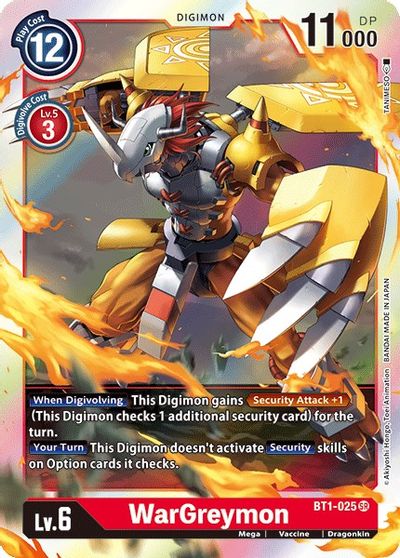 Play Cost
12
DIGIMON
11000
DP
Digivolve Cost
Lv.5
3
TANIMESO
When Digivolving This Digimon gains Security Attack +1
(This Digimon checks 1 additional security card) for the
turn.
Your Turn This Digimon doesn't activate Security skills
on Option cards it checks.
© Akiyoshi Hongo, Toei Animation BANDAI MADE IN JAPAN
BT1-025 SR
Lv.6
WarGreymon
Mega | Vaccine | Dragonkin